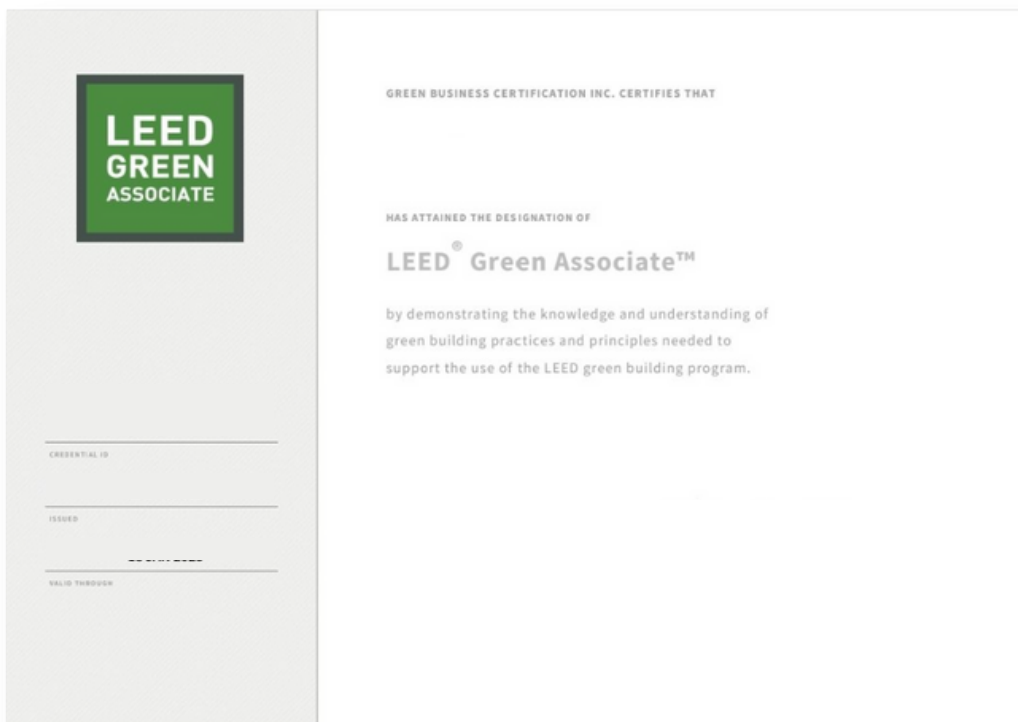 LEED
GREEN
ASSOCIATE
GREEN BUSINESS CERTIFICATION INC. CERTIFIES THAT
HAS ATTAINED THE DESIGNATION OF
LEED® Green Associate™
by demonstrating the knowledge and understanding of
green building practices and principles needed to
support the use of the LEED green building program.
CREDENTIAL ID
ISSUED
VALID THROUGH